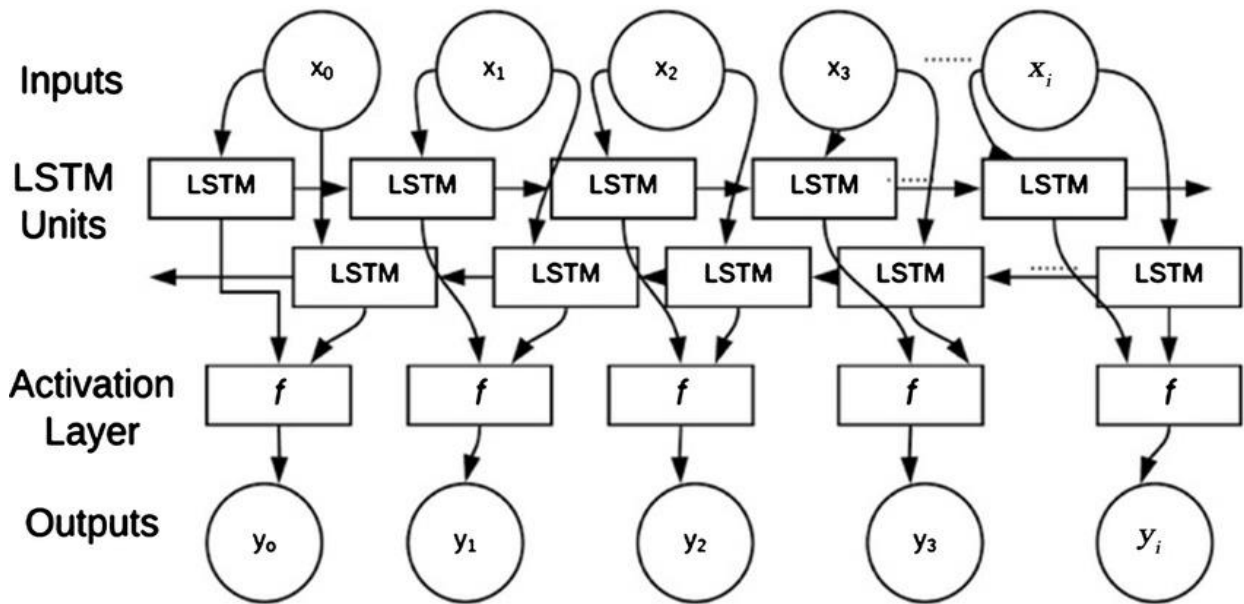 Inputs x₀ x₁ x₂ x₃ ........ xᵢ
LSTM Units
LSTM LSTM LSTM LSTM ........ LSTM
LSTM LSTM LSTM LSTM ........ LSTM
Activation Layer
f f f f f
Outputs yₒ y₁ y₂ y₃ yᵢ